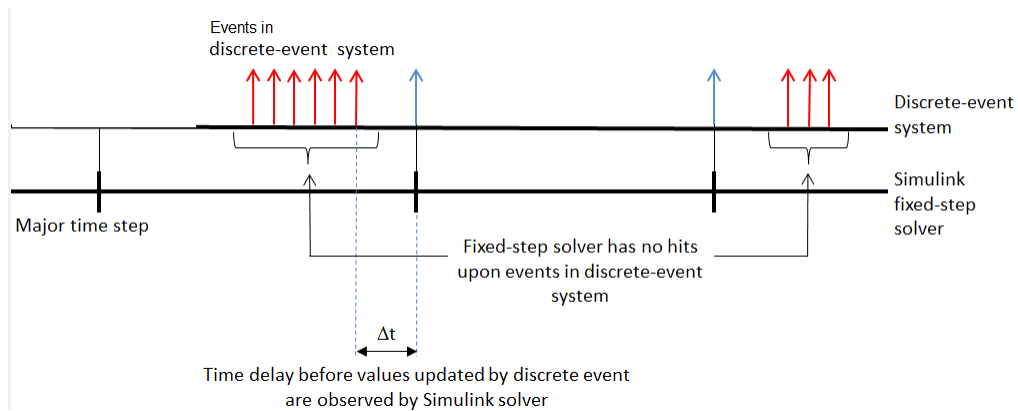 Events in
discrete-event system
Discrete-event
system
Simulink
fixed-step
solver
Major time step
Fixed-step solver has no hits
upon events in discrete-event
system
Δt
Time delay before values updated by discrete event
are observed by Simulink solver